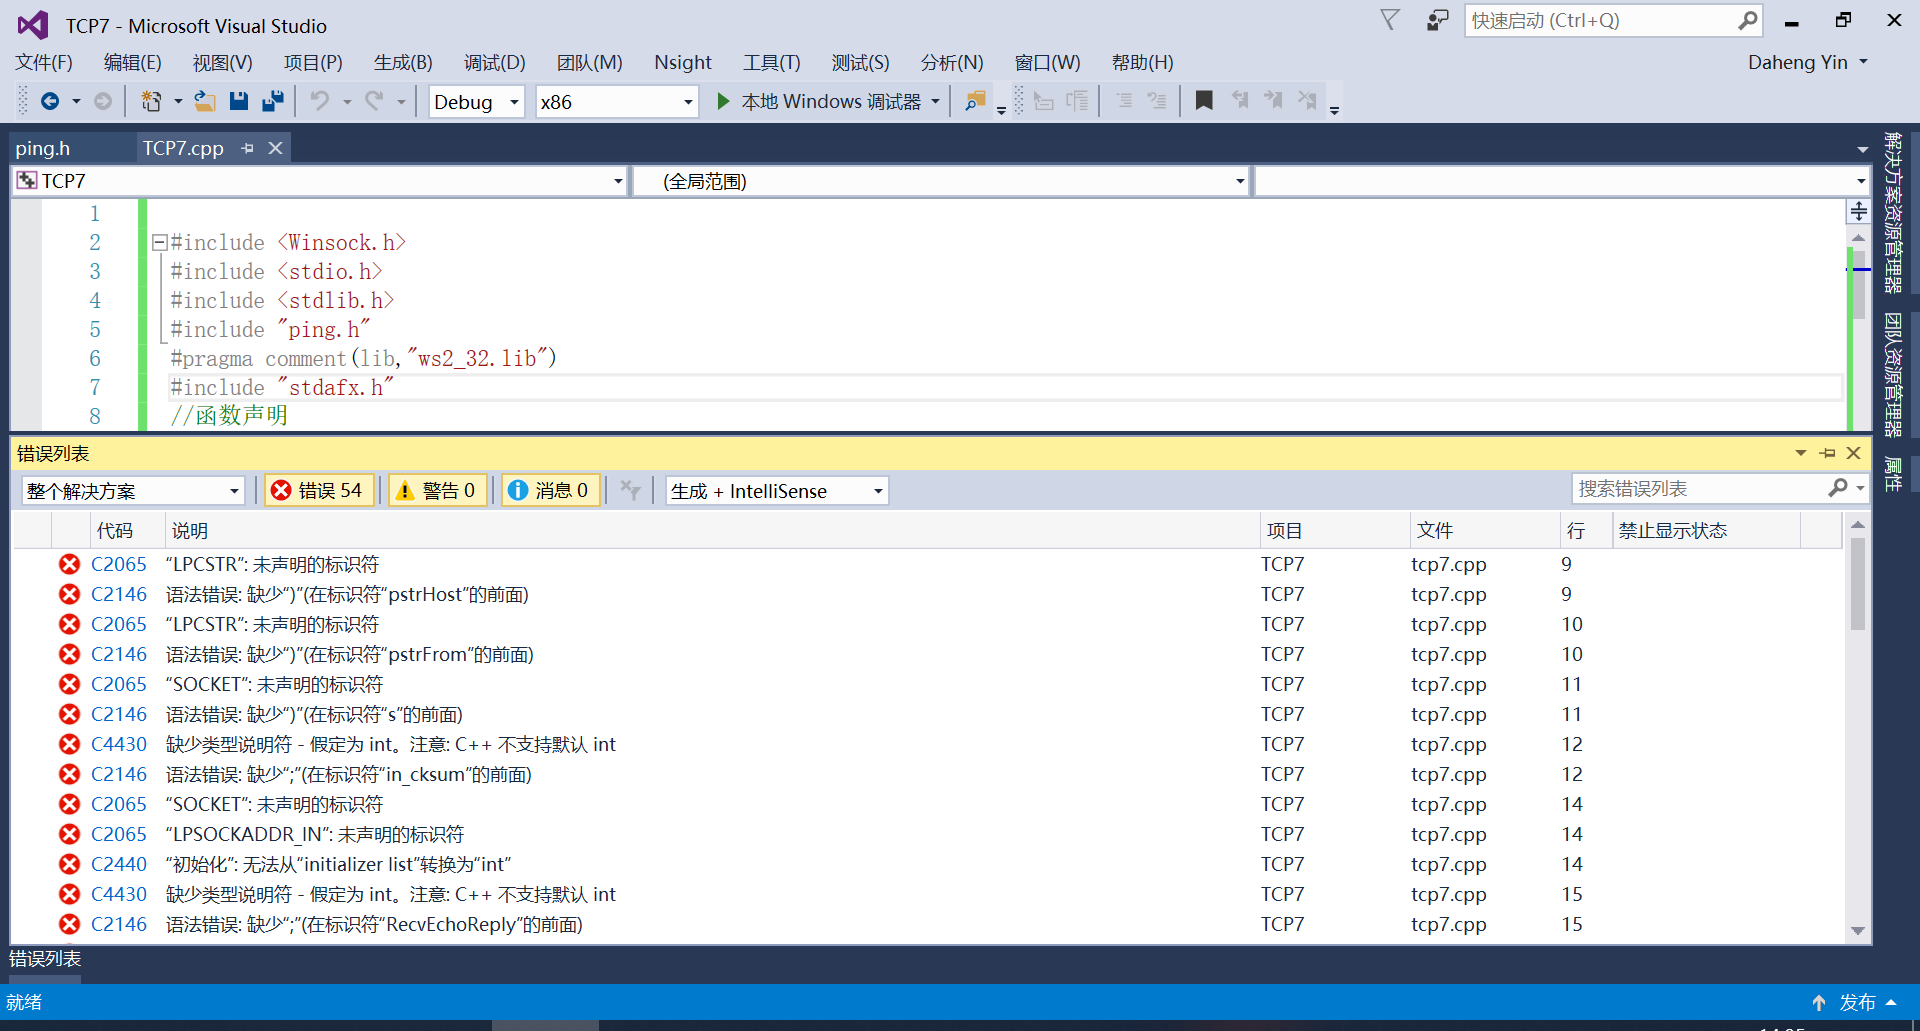 TCP7 - Microsoft Visual Studio
快速启动 (Ctrl+Q)
文件(F) 编辑(E) 视图(V) 项目(P) 生成(B) 调试(D) 团队(M) Nsight 工具(T) 测试(S) 分析(N) 窗口(W) 帮助(H) Daheng Yin
Debug x86 本地 Windows 调试器
ping.h TCP7.cpp
TCP7 (全局范围)
1
2 #include <Winsock.h>
3 #include <stdio.h>
4 #include <stdlib.h>
5 #include "ping.h"
6 #pragma comment(lib,"ws2_32.lib")
7 #include "stdafx.h"
8 //函数声明
解决方案资源管理器
团队资源管理器
属性
错误列表
整个解决方案 错误 54 警告 0 消息 0 生成 + IntelliSense 搜索错误列表
代码 说明 项目 文件 行 禁止显示状态
C2065 “LPCSTR”: 未声明的标识符 TCP7 tcp7.cpp 9
C2146 语法错误: 缺少“)”(在标识符“pstrHost”的前面) TCP7 tcp7.cpp 9
C2065 “LPCSTR”: 未声明的标识符 TCP7 tcp7.cpp 10
C2146 语法错误: 缺少“)”(在标识符“pstrFrom”的前面) TCP7 tcp7.cpp 10
C2065 “SOCKET”: 未声明的标识符 TCP7 tcp7.cpp 11
C2146 语法错误: 缺少“)”(在标识符“s”的前面) TCP7 tcp7.cpp 11
C4430 缺少类型说明符 - 假定为 int。注意: C++ 不支持默认 int TCP7 tcp7.cpp 12
C2146 语法错误: 缺少“;”(在标识符“in_cksum”的前面) TCP7 tcp7.cpp 12
C2065 “SOCKET”: 未声明的标识符 TCP7 tcp7.cpp 14
C2065 “LPSOCKADDR_IN”: 未声明的标识符 TCP7 tcp7.cpp 14
C2440 “初始化”: 无法从“initializer list”转换为“int” TCP7 tcp7.cpp 14
C4430 缺少类型说明符 - 假定为 int。注意: C++ 不支持默认 int TCP7 tcp7.cpp 15
C2146 语法错误: 缺少“;”(在标识符“RecvEchoReply”的前面) TCP7 tcp7.cpp 15
错误列表
就绪 发布